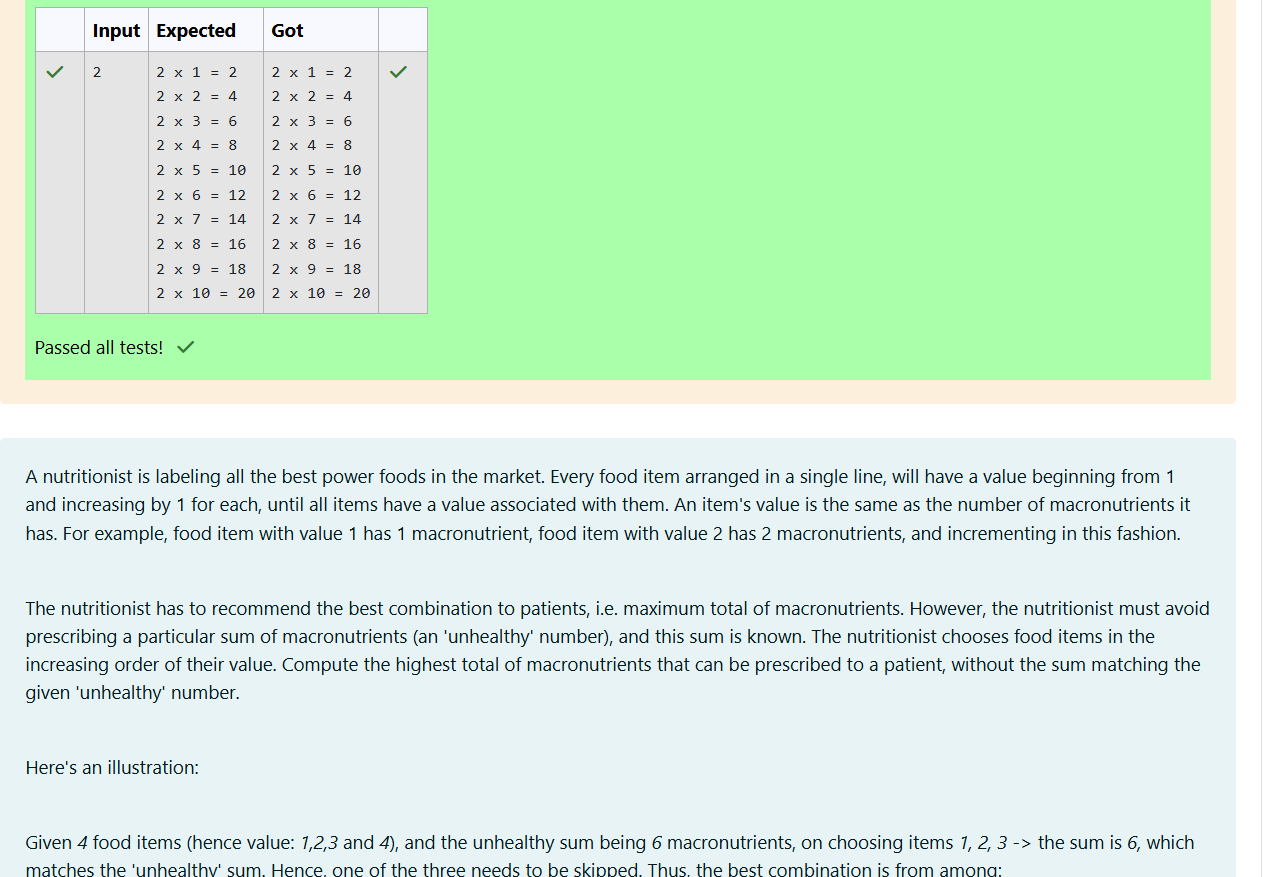 Input Expected Got
2 2 x 1 = 2 2 x 1 = 2
2 x 2 = 4 2 x 2 = 4
2 x 3 = 6 2 x 3 = 6
2 x 4 = 8 2 x 4 = 8
2 x 5 = 10 2 x 5 = 10
2 x 6 = 12 2 x 6 = 12
2 x 7 = 14 2 x 7 = 14
2 x 8 = 16 2 x 8 = 16
2 x 9 = 18 2 x 9 = 18
2 x 10 = 20 2 x 10 = 20
Passed all tests!
A nutritionist is labeling all the best power foods in the market. Every food item arranged in a single line, will have a value beginning from 1
and increasing by 1 for each, until all items have a value associated with them. An item's value is the same as the number of macronutrients it
has. For example, food item with value 1 has 1 macronutrient, food item with value 2 has 2 macronutrients, and incrementing in this fashion.
The nutritionist has to recommend the best combination to patients, i.e. maximum total of macronutrients. However, the nutritionist must avoid
prescribing a particular sum of macronutrients (an 'unhealthy' number), and this sum is known. The nutritionist chooses food items in the
increasing order of their value. Compute the highest total of macronutrients that can be prescribed to a patient, without the sum matching the
given 'unhealthy' number.
Here's an illustration:
Given 4 food items (hence value: 1,2,3 and 4), and the unhealthy sum being 6 macronutrients, on choosing items 1, 2, 3 -> the sum is 6, which
matches the 'unhealthy' sum. Hence, one of the three needs to be skipped. Thus, the best combination is from among: